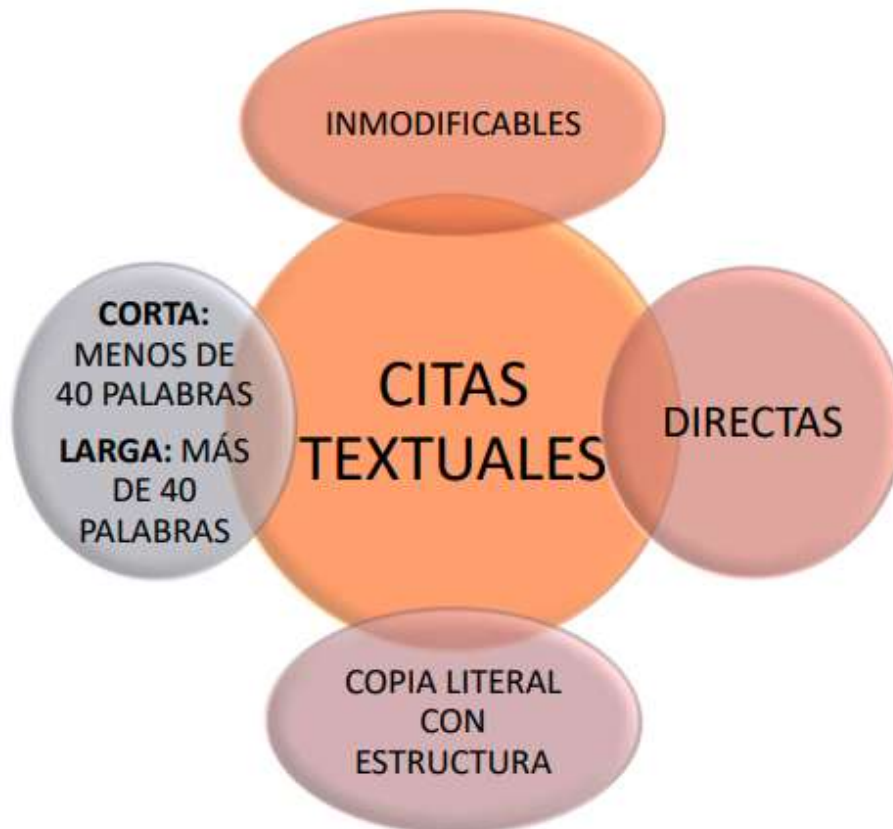 INMODIFICABLES
CORTA:
MENOS DE
40 PALABRAS
LARGA: MÁS
DE 40
PALABRAS
CITAS
TEXTUALES
DIRECTAS
COPIA LITERAL
CON
ESTRUCTURA